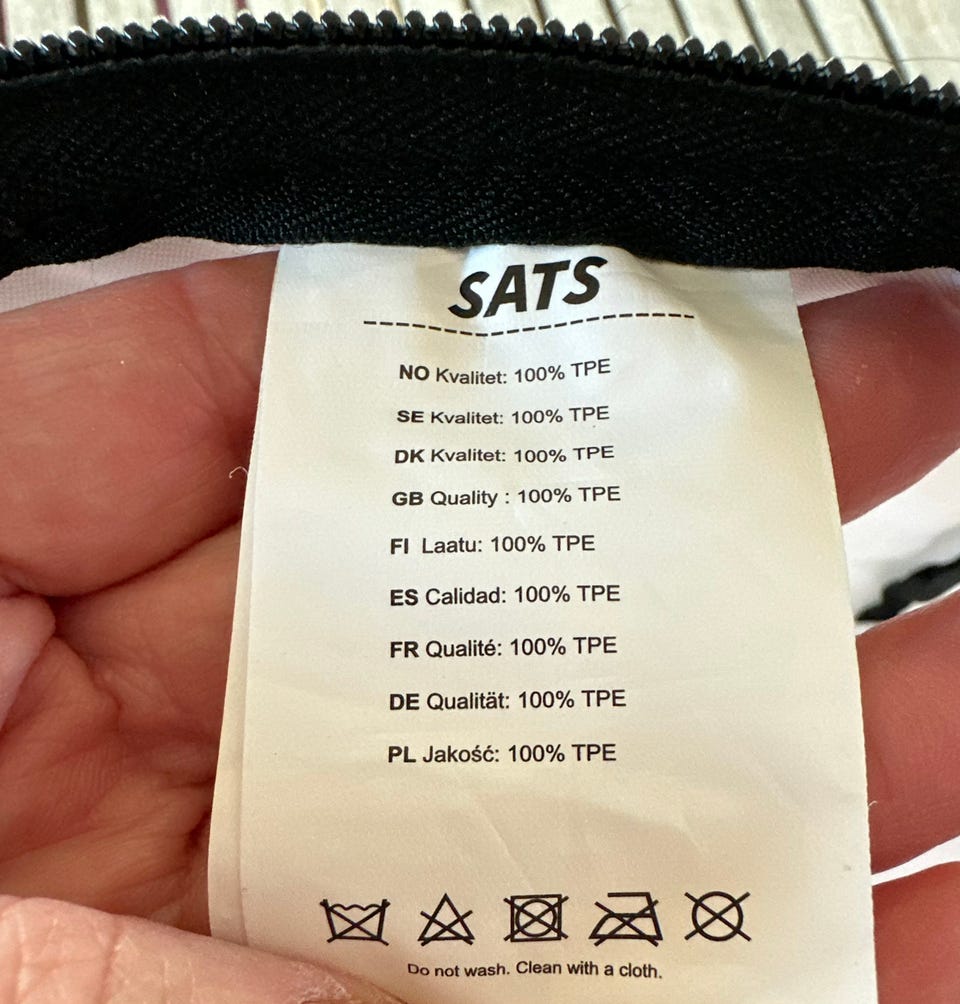 SATS
NO Kvalitet: 100% TPE
SE Kvalitet: 100% TPE
DK Kvalitet: 100% TPE
GB Quality : 100% TPE
FI Laatu: 100% TPE
ES Calidad: 100% TPE
FR Qualité: 100% TPE
DE Qualität: 100% TPE
PL Jakość: 100% TPE
Do not wash. Clean with a cloth.